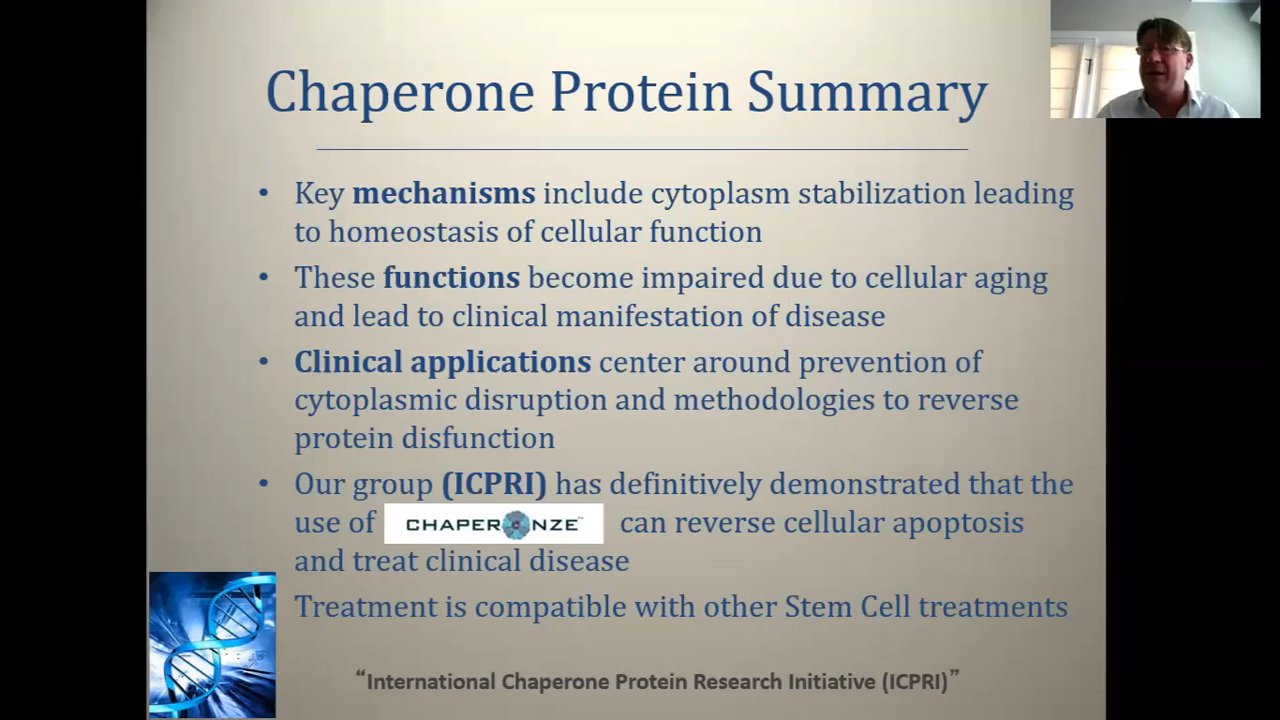 Chaperone Protein Summary
• Key mechanisms include cytoplasm stabilization leading
to homeostasis of cellular function
• These functions become impaired due to cellular aging
and lead to clinical manifestation of disease
• Clinical applications center around prevention of
cytoplasmic disruption and methodologies to reverse
protein disfunction
• Our group (ICPRI) has definitively demonstrated that the
use of CHAPERONZE™ can reverse cellular apoptosis
and treat clinical disease
Treatment is compatible with other Stem Cell treatments
“International Chaperone Protein Research Initiative (ICPRI)”